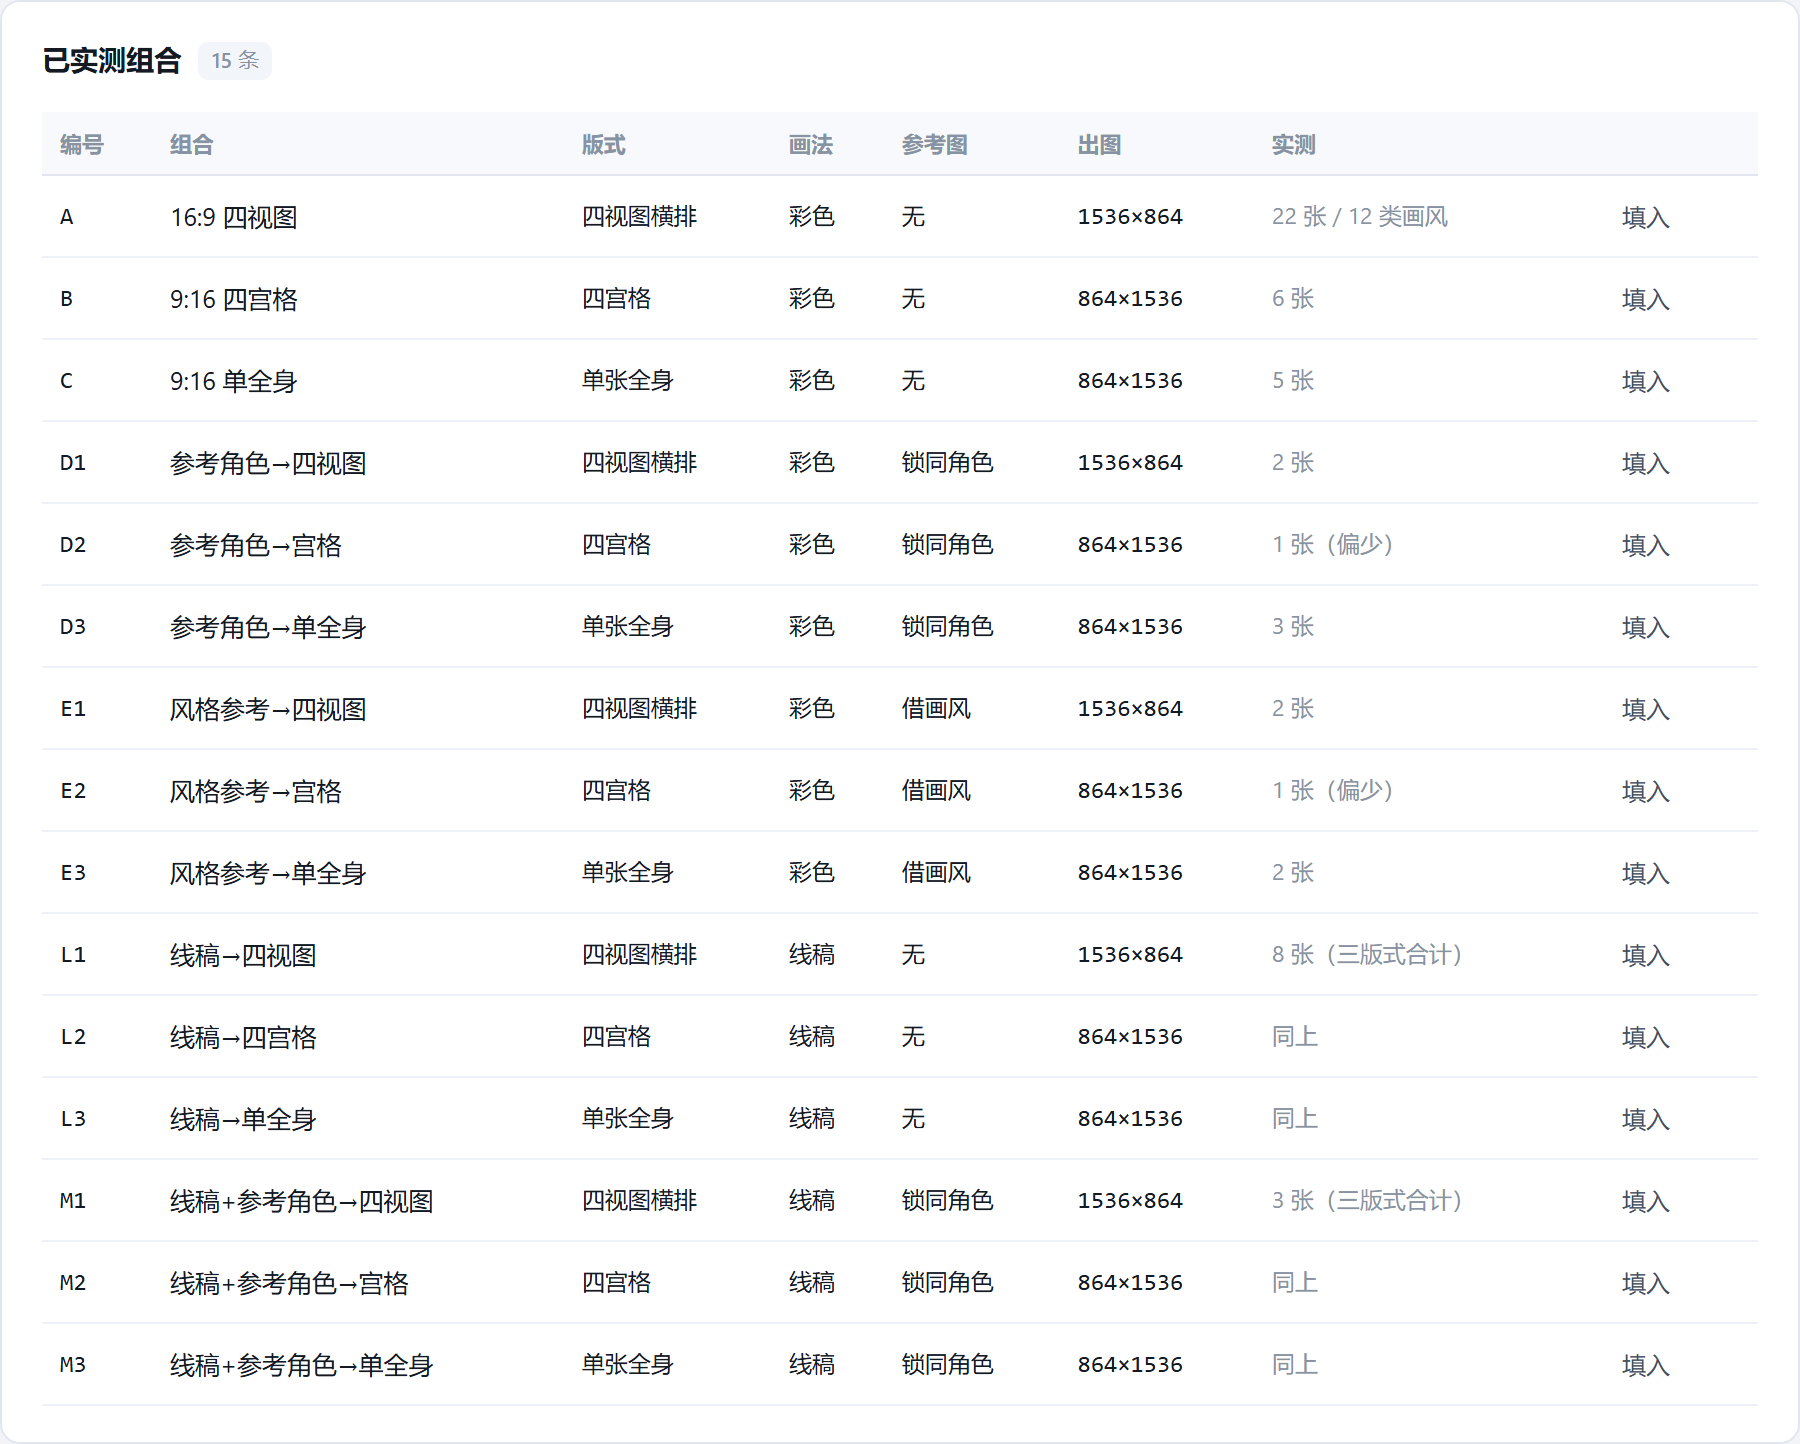 已实测组合 15 条
编号 组合 版式 画法 参考图 出图 实测
A 16:9 四视图 四视图横排 彩色 无 1536×864 22 张 / 12 类画风 填入
B 9:16 四宫格 四宫格 彩色 无 864×1536 6 张 填入
C 9:16 单全身 单张全身 彩色 无 864×1536 5 张 填入
D1 参考角色→四视图 四视图横排 彩色 锁同角色 1536×864 2 张 填入
D2 参考角色→宫格 四宫格 彩色 锁同角色 864×1536 1 张（偏少） 填入
D3 参考角色→单全身 单张全身 彩色 锁同角色 864×1536 3 张 填入
E1 风格参考→四视图 四视图横排 彩色 借画风 1536×864 2 张 填入
E2 风格参考→宫格 四宫格 彩色 借画风 864×1536 1 张（偏少） 填入
E3 风格参考→单全身 单张全身 彩色 借画风 864×1536 2 张 填入
L1 线稿→四视图 四视图横排 线稿 无 1536×864 8 张（三版式合计） 填入
L2 线稿→四宫格 四宫格 线稿 无 864×1536 同上 填入
L3 线稿→单全身 单张全身 线稿 无 864×1536 同上 填入
M1 线稿+参考角色→四视图 四视图横排 线稿 锁同角色 1536×864 3 张（三版式合计） 填入
M2 线稿+参考角色→宫格 四宫格 线稿 锁同角色 864×1536 同上 填入
M3 线稿+参考角色→单全身 单张全身 线稿 锁同角色 864×1536 同上 填入